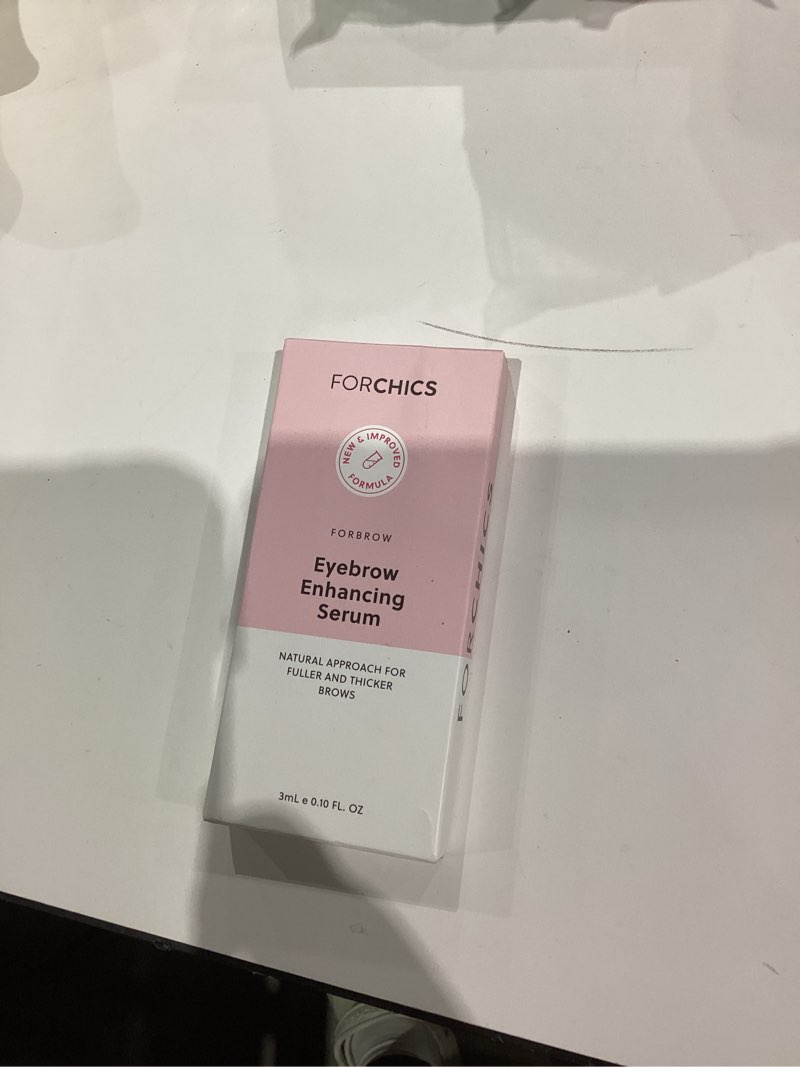 FORCHICS
NEW & IMPROVED
FORMULA
FORBROW
Eyebrow
Enhancing
Serum
NATURAL APPROACH FOR
FULLER AND THICKER
BROWS
3mL e 0.10 FL. OZ
FORCHICS